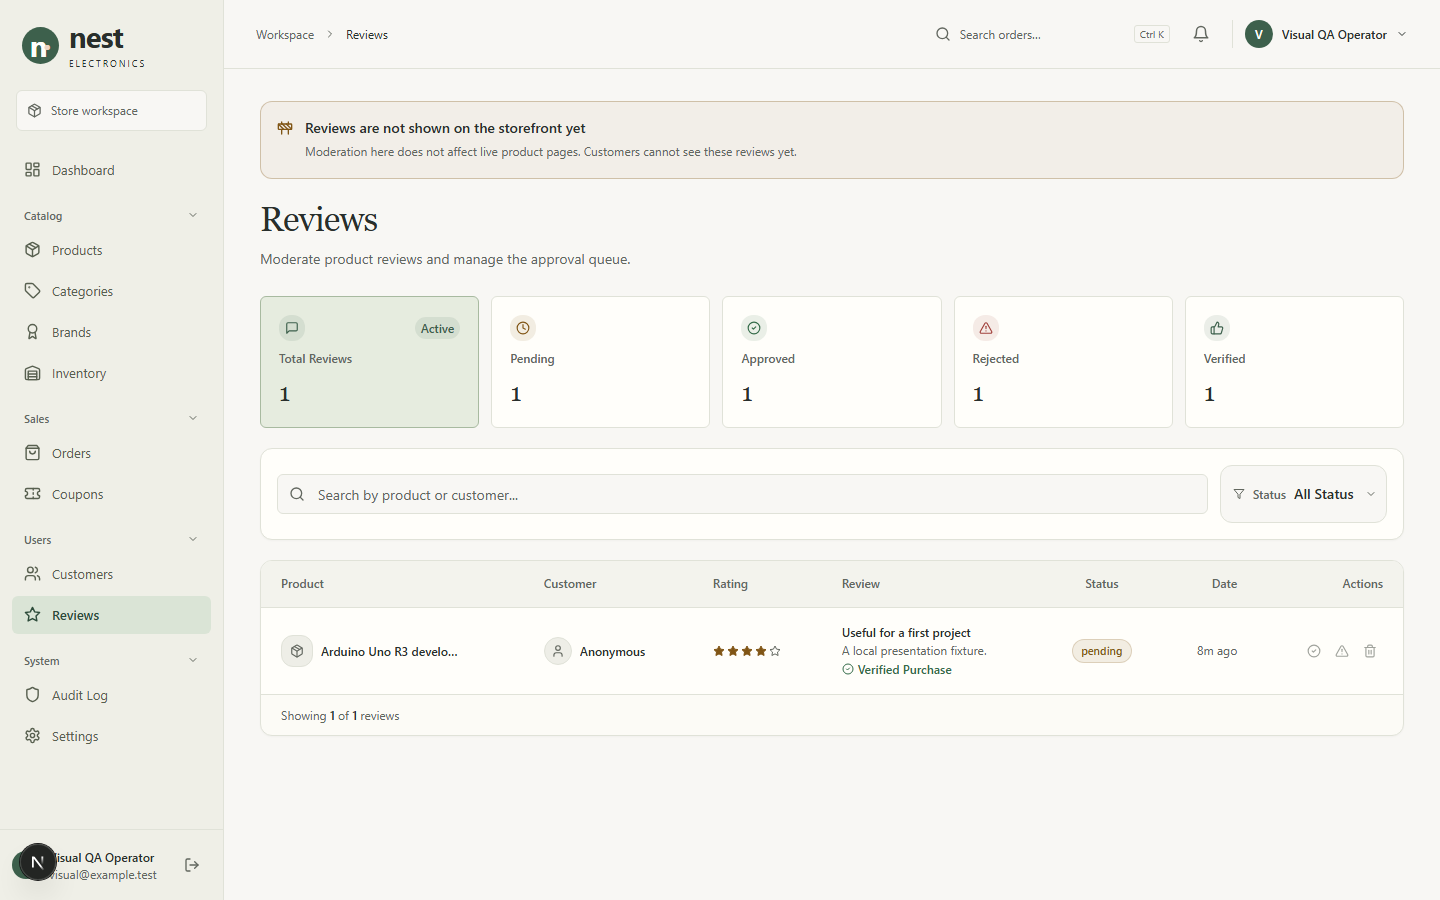 nest
ELECTRONICS
Store workspace
Dashboard
Catalog
Products
Categories
Brands
Inventory
Sales
Orders
Coupons
Users
Customers
Reviews
System
Audit Log
Settings
N
isual QA Operator
visual@example.test
Workspace > Reviews
Search orders...
Ctrl K
V
Visual QA Operator
Reviews are not shown on the storefront yet
Moderation here does not affect live product pages. Customers cannot see these reviews yet.
Reviews
Moderate product reviews and manage the approval queue.
Active
Total Reviews
1
Pending
1
Approved
1
Rejected
1
Verified
1
Search by product or customer...
Status All Status
Product Customer Rating Review Status Date Actions
Arduino Uno R3 develo...
Anonymous
Useful for a first project
A local presentation fixture.
Verified Purchase
pending
8m ago
Showing 1 of 1 reviews